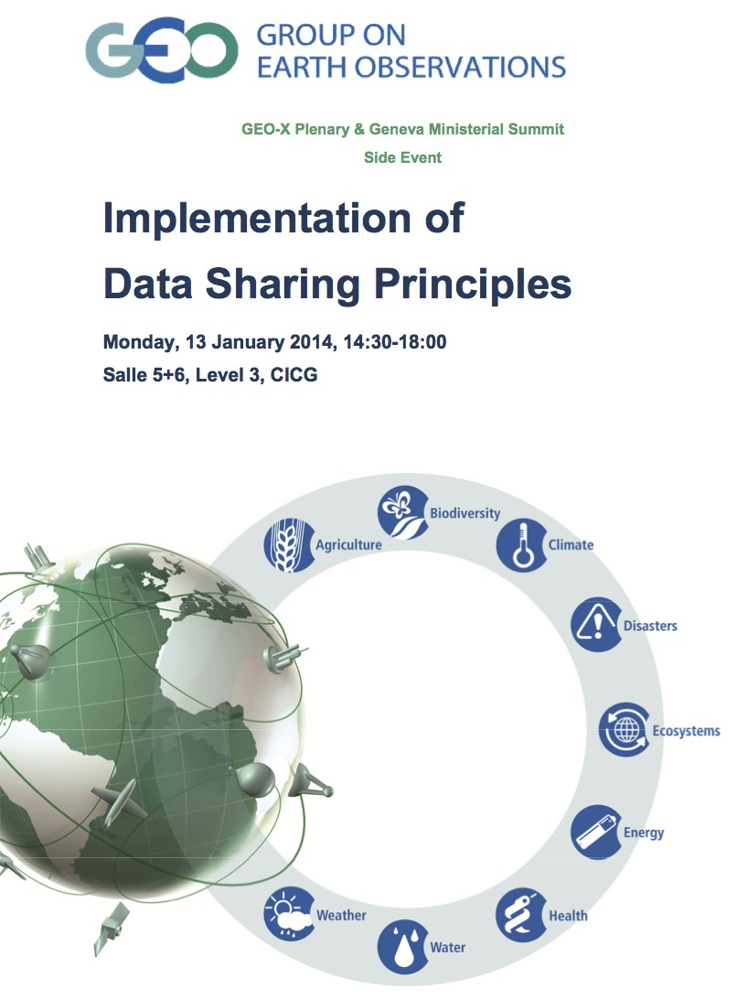 GEO
GROUP ON
EARTH OBSERVATIONS
GEO-X Plenary & Geneva Ministerial Summit
Side Event
Implementation of
Data Sharing Principles
Monday, 13 January 2014, 14:30-18:00
Salle 5+6, Level 3, CICG
Agriculture
Biodiversity
Climate
Disasters
Ecosystems
Energy
Health
Water
Weather